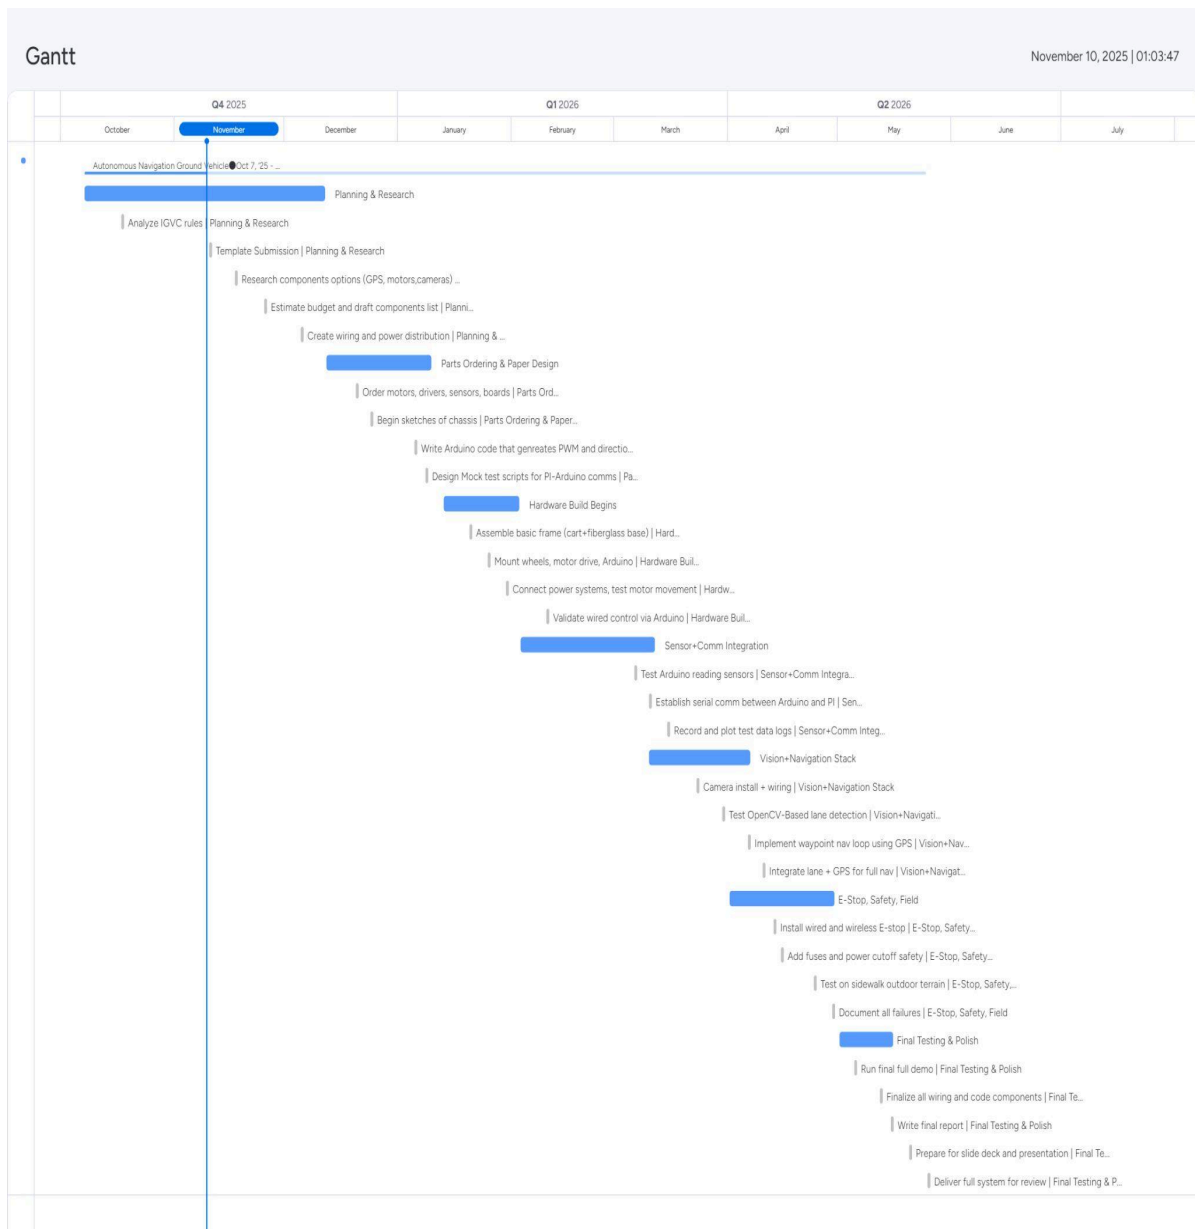 Gantt
November 10, 2025 | 01:03:47
Q4 2025
Q1 2026
Q2 2026
October
November
December
January
February
March
April
May
June
July
Autonomous Navigation Ground Vehicle Oct 7, '25 - ...
Planning & Research
Analyze IGVC rules | Planning & Research
Template Submission | Planning & Research
Research components options (GPS, motors,cameras) ...
Estimate budget and draft components list | Planni...
Create wiring and power distribution | Planning & ...
Parts Ordering & Paper Design
Order motors, drivers, sensors, boards | Parts Ord...
Begin sketches of chassis | Parts Ordering & Paper...
Write Arduino code that genreates PWM and directio...
Design Mock test scripts for PI-Arduino comms | Pa...
Hardware Build Begins
Assemble basic frame (cart+fiberglass base) | Hard...
Mount wheels, motor drive, Arduino | Hardware Buil...
Connect power systems, test motor movement | Hardw...
Validate wired control via Arduino | Hardware Buil...
Sensor+Comm Integration
Test Arduino reading sensors | Sensor+Comm Integra...
Establish serial comm between Arduino and PI | Sen...
Record and plot test data logs | Sensor+Comm Integ...
Vision+Navigation Stack
Camera install + wiring | Vision+Navigation Stack
Test OpenCV-Based lane detection | Vision+Navigati...
Implement waypoint nav loop using GPS | Vision+Nav...
Integrate lane + GPS for full nav | Vision+Navigat...
E-Stop, Safety, Field
Install wired and wireless E-stop | E-Stop, Safety...
Add fuses and power cutoff safety | E-Stop, Safety...
Test on sidewalk outdoor terrain | E-Stop, Safety,...
Document all failures | E-Stop, Safety, Field
Final Testing & Polish
Run final full demo | Final Testing & Polish
Finalize all wiring and code components | Final Te...
Write final report | Final Testing & Polish
Prepare for slide deck and presentation | Final Te...
Deliver full system for review | Final Testing & P...